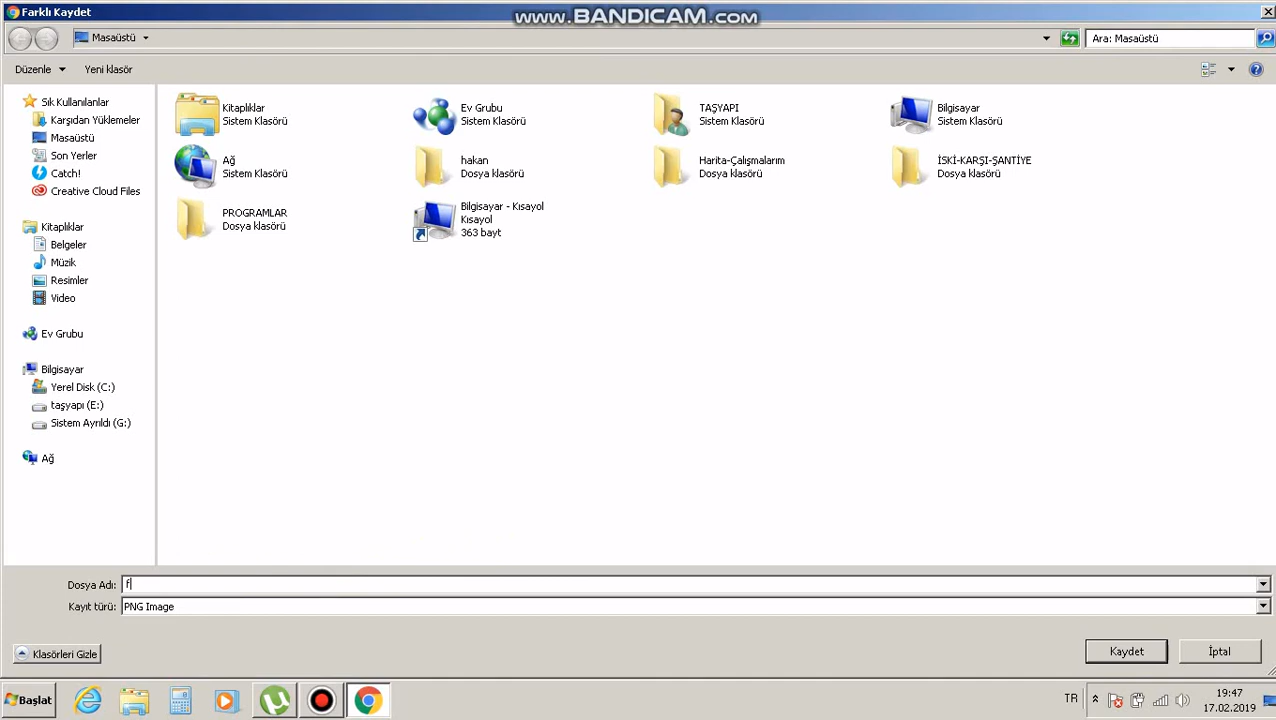 Farklı Kaydet
www.BANDICAM.com
Masaüstü
Ara: Masaüstü
Düzenle
Yeni klasör
Sık Kullanılanlar
Karşıdan Yüklemeler
Masaüstü
Son Yerler
Catch!
Creative Cloud Files
Kitaplıklar
Belgeler
Müzik
Resimler
Video
Ev Grubu
Bilgisayar
Yerel Disk (C:)
taşyapı (E:)
Sistem Ayrıldı (G:)
Ağ
Kitaplıklar
Sistem Klasörü
Ev Grubu
Sistem Klasörü
TAŞYAPI
Sistem Klasörü
Bilgisayar
Sistem Klasörü
Ağ
Sistem Klasörü
hakan
Dosya klasörü
Harita-Çalışmalarım
Dosya klasörü
İSKİ-KARŞI-ŞANTİYE
Dosya klasörü
PROGRAMLAR
Dosya klasörü
Bilgisayar - Kısayol
Kısayol
363 bayt
Dosya Adı: f
Kayıt türü: PNG Image
Klasörleri Gizle
Kaydet
İptal
Başlat
TR
19:47
17.02.2019